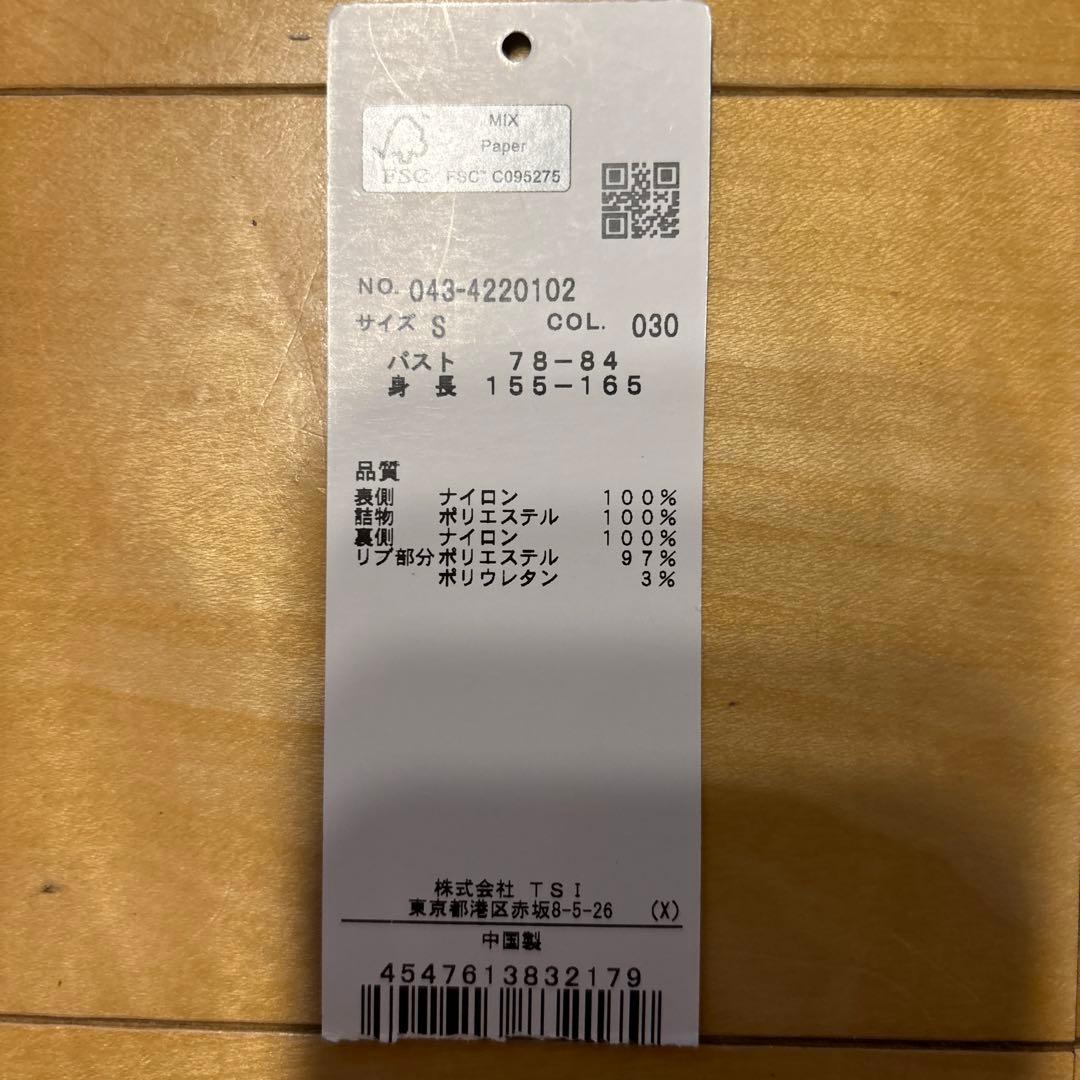 MIX
Paper
FSC
FSC™ C095275
NO. 043-4220102
サイズ S COL. 030
バスト 78-84
身長 155-165
品質
表側 ナイロン 100%
詰物 ポリエステル 100%
裏側 ナイロン 100%
リブ部分 ポリエステル 97%
ポリウレタン 3%
株式会社 TSI
東京都港区赤坂8-5-26 (X)
中国製
4547613832179